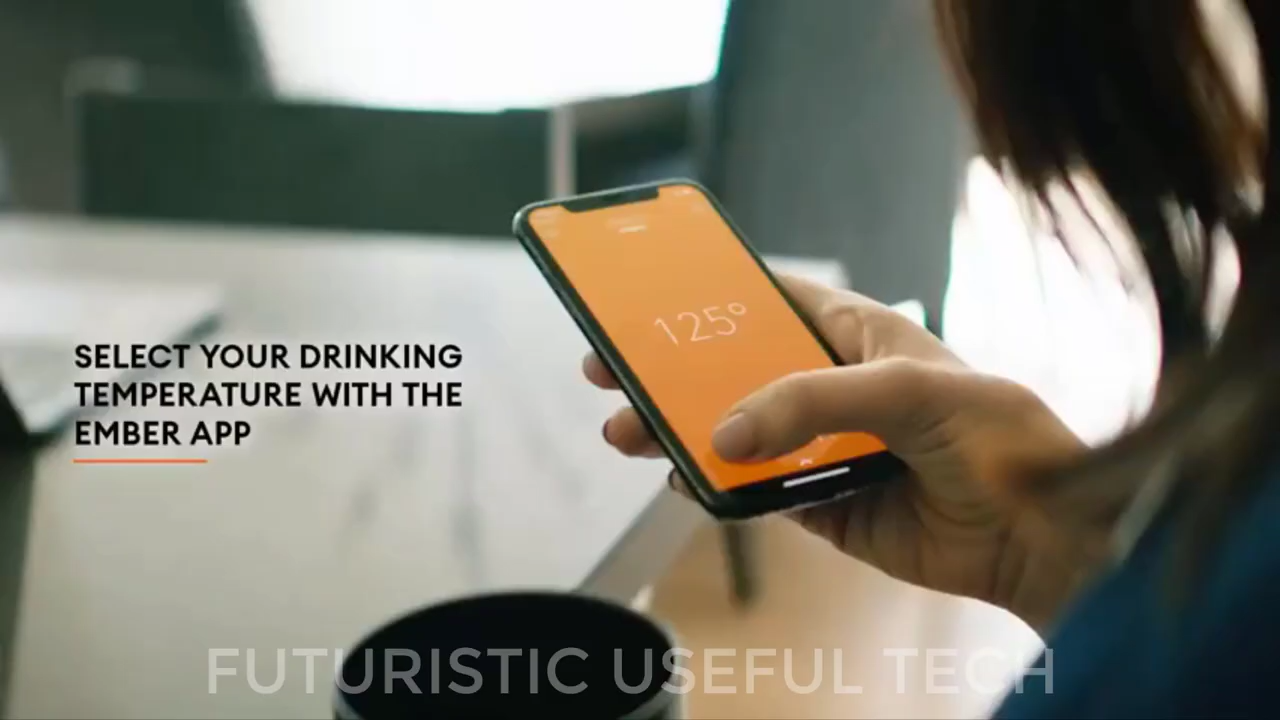 125°
SELECT YOUR DRINKING
TEMPERATURE WITH THE
EMBER APP
FUTURISTIC USEFUL TECH